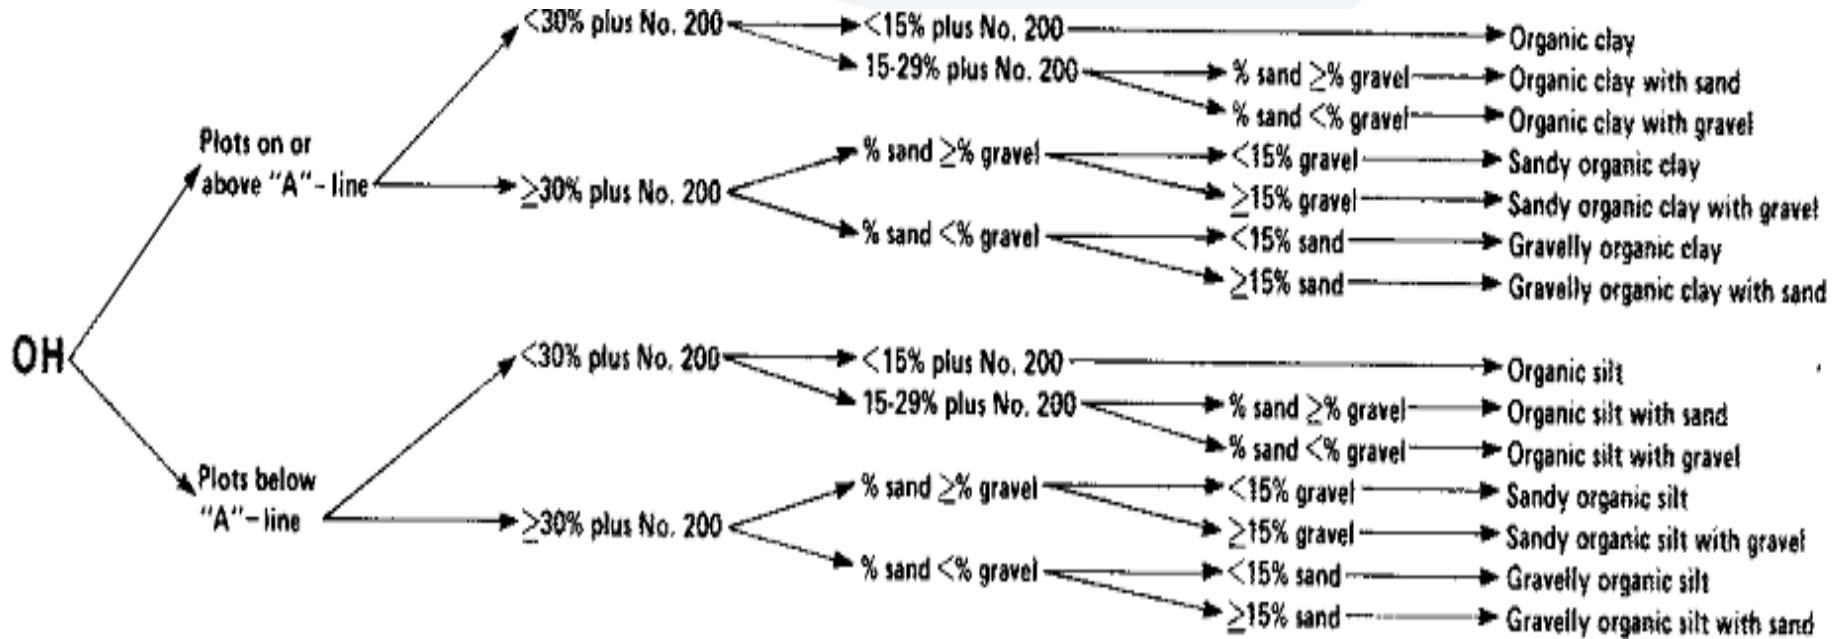 <30% plus No. 200 <15% plus No. 200 Organic clay
15-29% plus No. 200 % sand ≥% gravel Organic clay with sand
% sand <% gravel Organic clay with gravel
Plots on or
above "A"-line
≥30% plus No. 200 % sand ≥% gravel <15% gravel Sandy organic clay
≥15% gravel Sandy organic clay with gravel
% sand <% gravel <15% sand Gravelly organic clay
≥15% sand Gravelly organic clay with sand
OH
<30% plus No. 200 <15% plus No. 200 Organic silt
15-29% plus No. 200 % sand ≥% gravel Organic silt with sand
% sand <% gravel Organic silt with gravel
Plots below
"A"-line
≥30% plus No. 200 % sand ≥% gravel <15% gravel Sandy organic silt
≥15% gravel Sandy organic silt with gravel
% sand <% gravel <15% sand Gravelly organic silt
≥15% sand Gravelly organic silt with sand